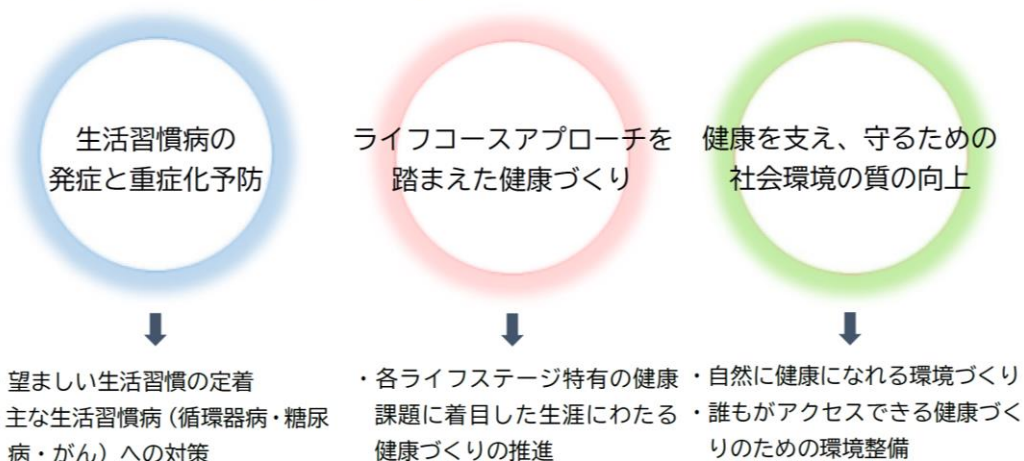 生活習慣病の
発症と重症化予防
ライフコースアプローチを
踏まえた健康づくり
健康を支え、守るための
社会環境の質の向上
望ましい生活習慣の定着
主な生活習慣病（循環器病・糖尿
病・がん）への対策
・各ライフステージ特有の健康
課題に着目した生涯にわたる
健康づくりの推進
・自然に健康になれる環境づくり
・誰もがアクセスできる健康づく
りのための環境整備